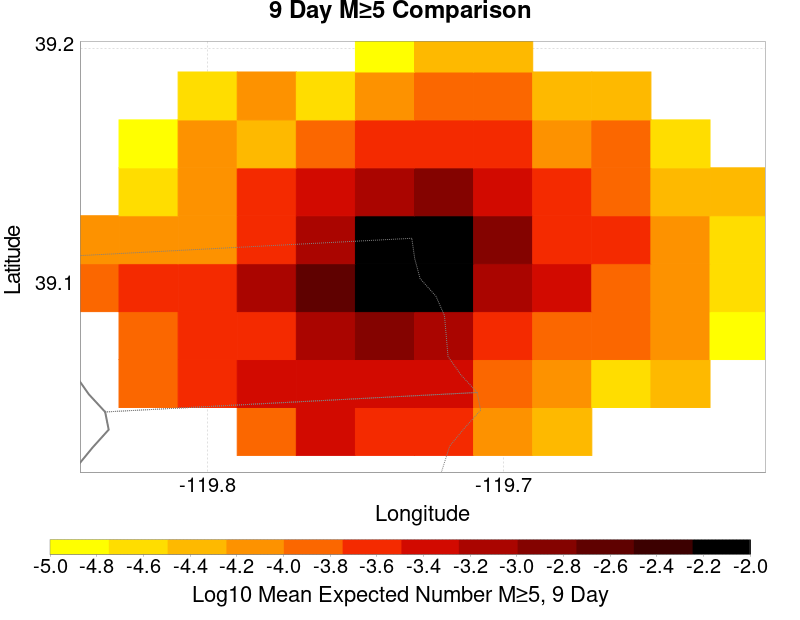 9 Day M≥5 Comparison
39.2
39.1
Latitude
-119.8 -119.7
Longitude
-5.0 -4.8 -4.6 -4.4 -4.2 -4.0 -3.8 -3.6 -3.4 -3.2 -3.0 -2.8 -2.6 -2.4 -2.2 -2.0
Log10 Mean Expected Number M≥5, 9 Day